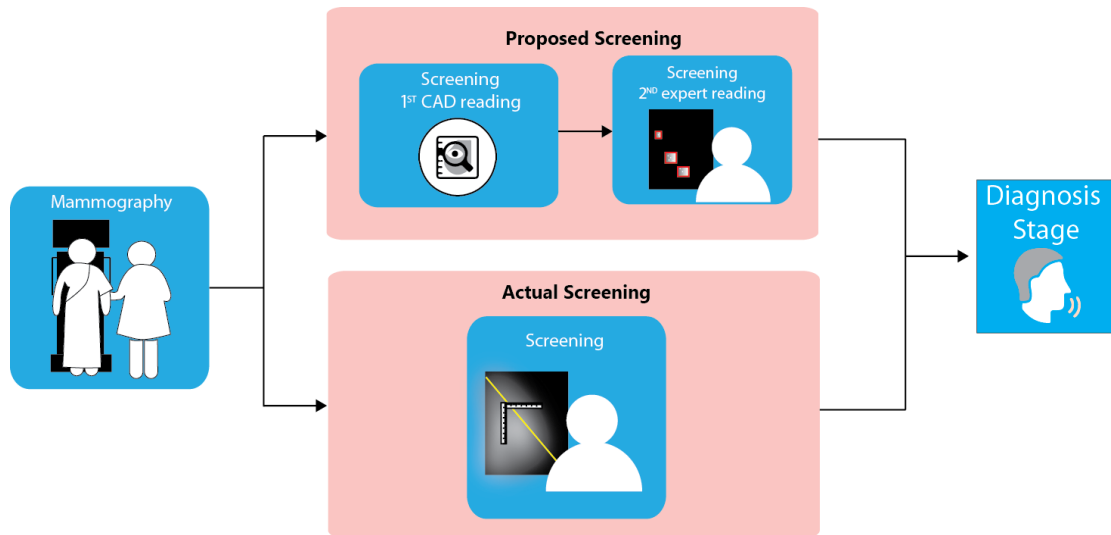 Mammography
Proposed Screening
Screening
1ST CAD reading
Screening
2ND expert reading
Actual Screening
Screening
Diagnosis
Stage